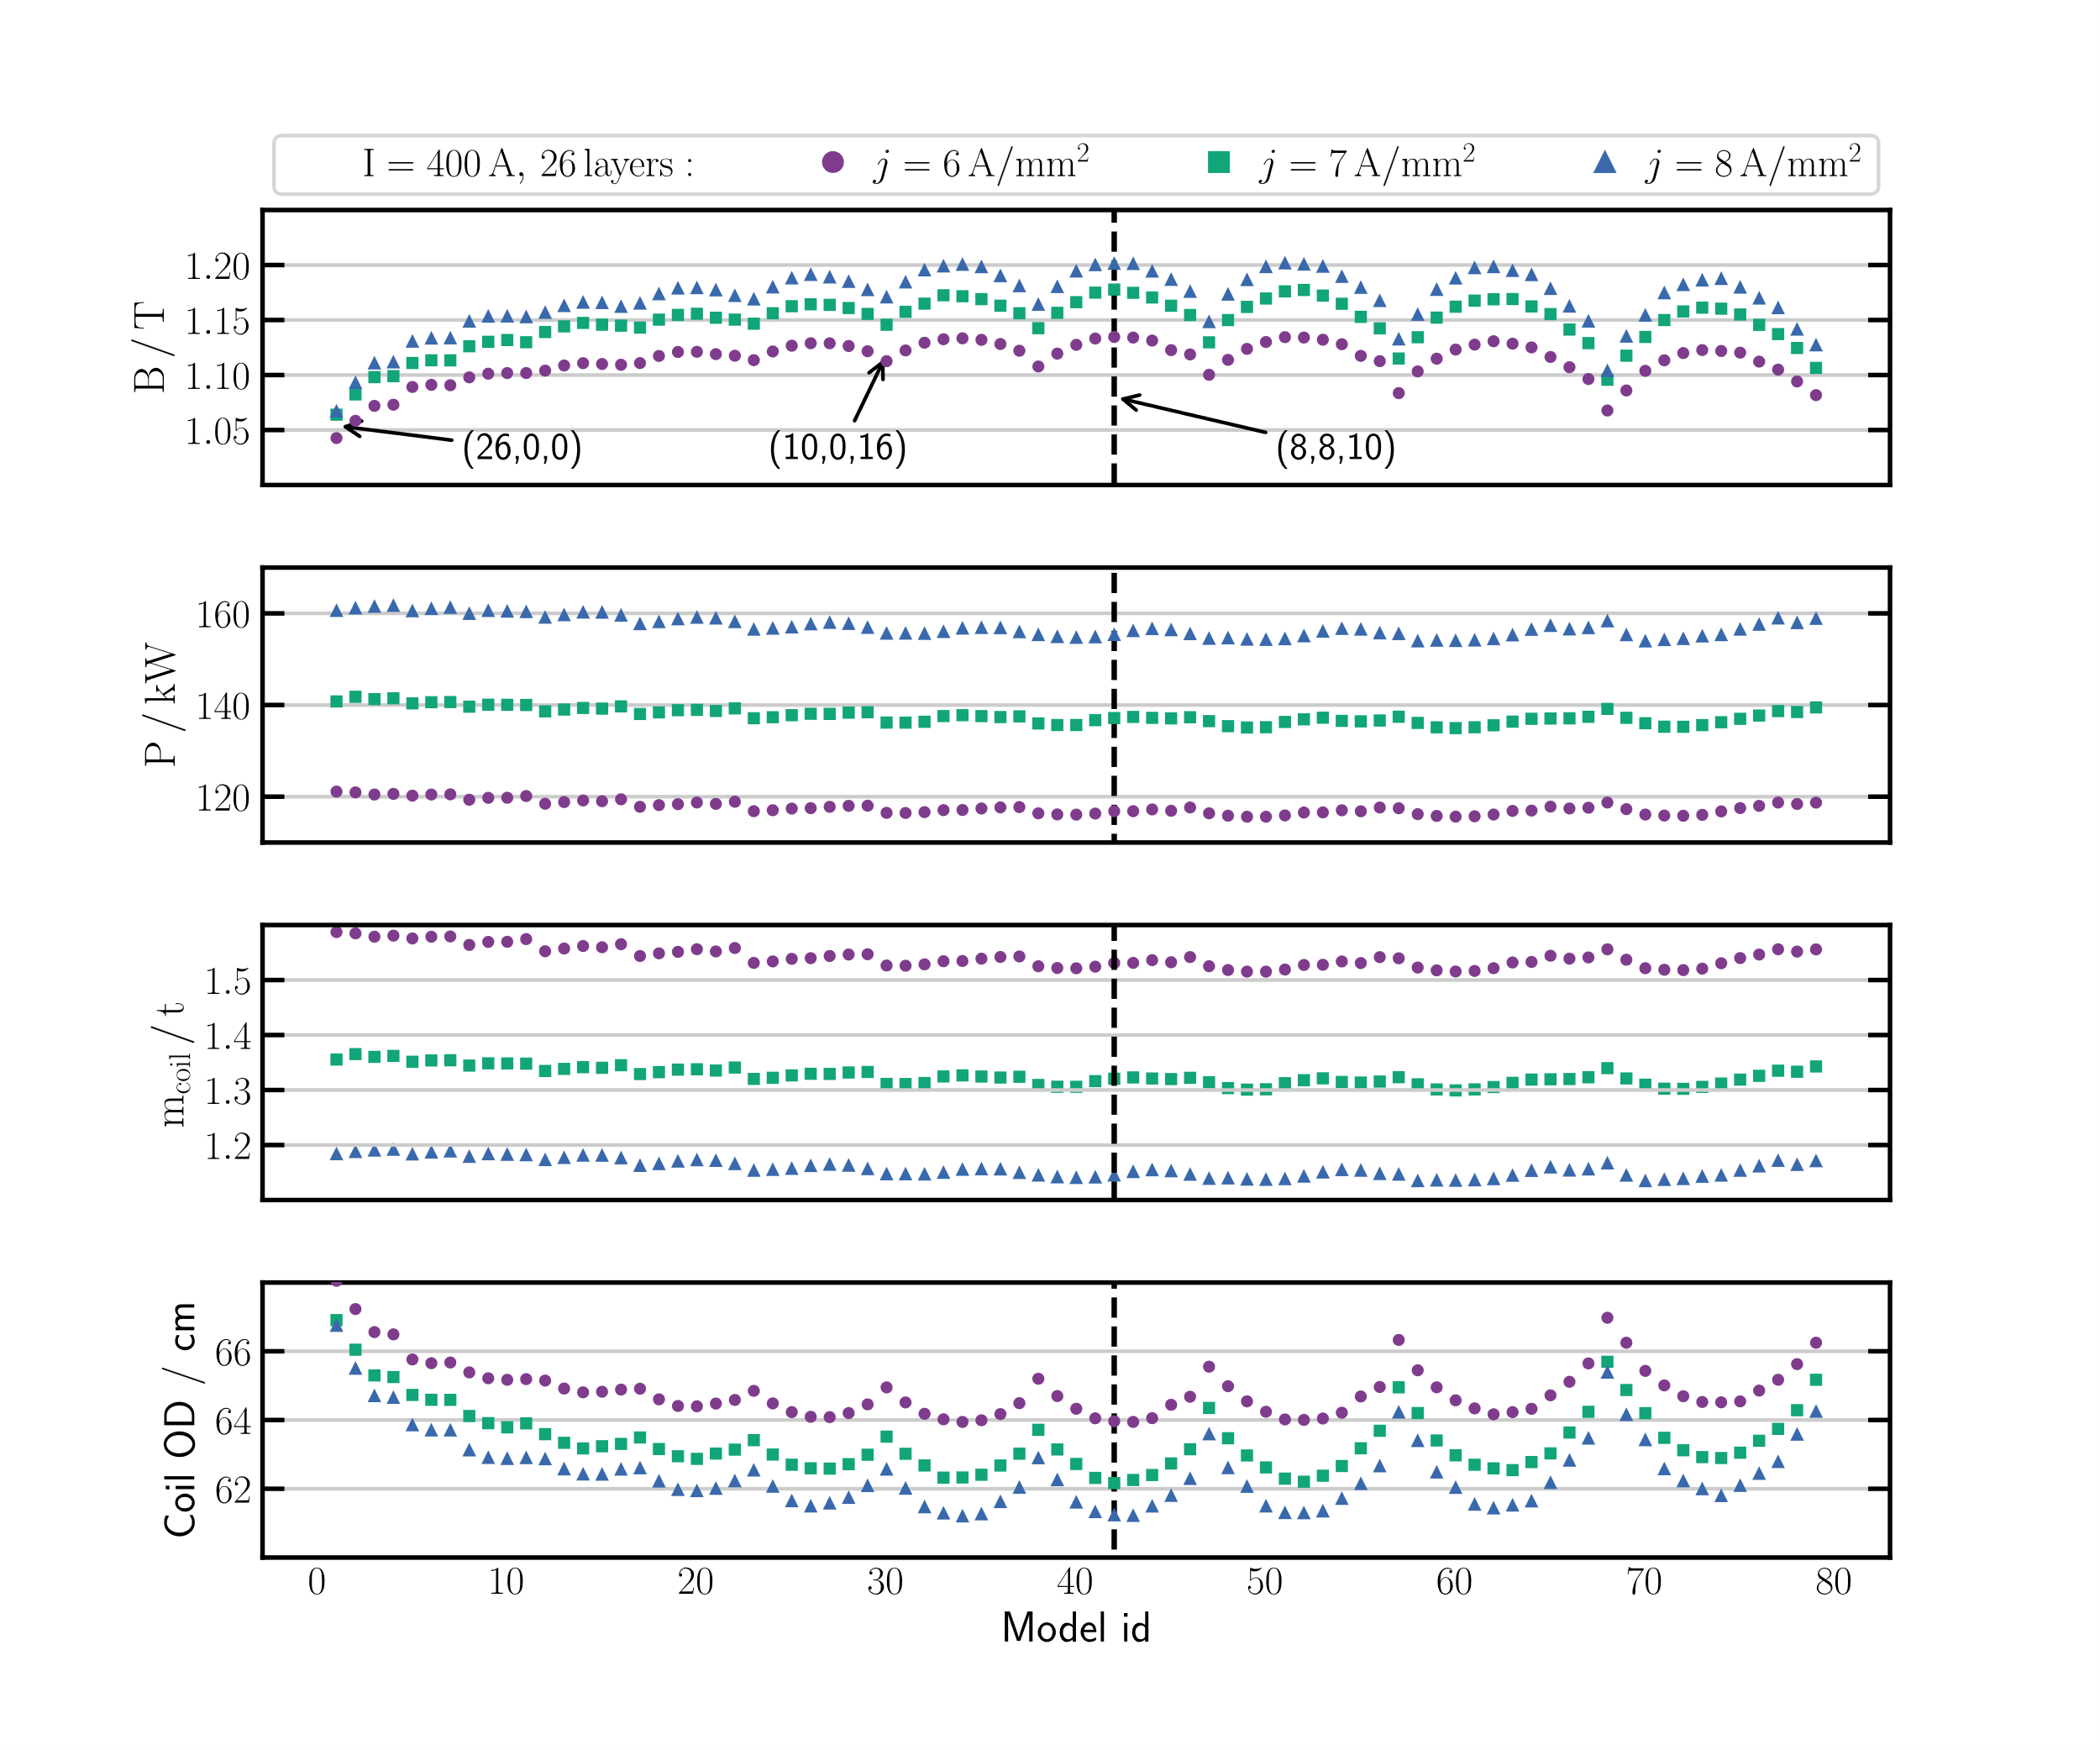 I = 400 A, 26 layers : j = 6 A/mm² j = 7 A/mm² j = 8 A/mm²
B / T
1.20
1.15
1.10
1.05
(26,0,0) (10,0,16) (8,8,10)
P / kW
160
140
120
m_coil / t
1.5
1.4
1.3
1.2
Coil OD / cm
66
64
62
0 10 20 30 40 50 60 70 80
Model id